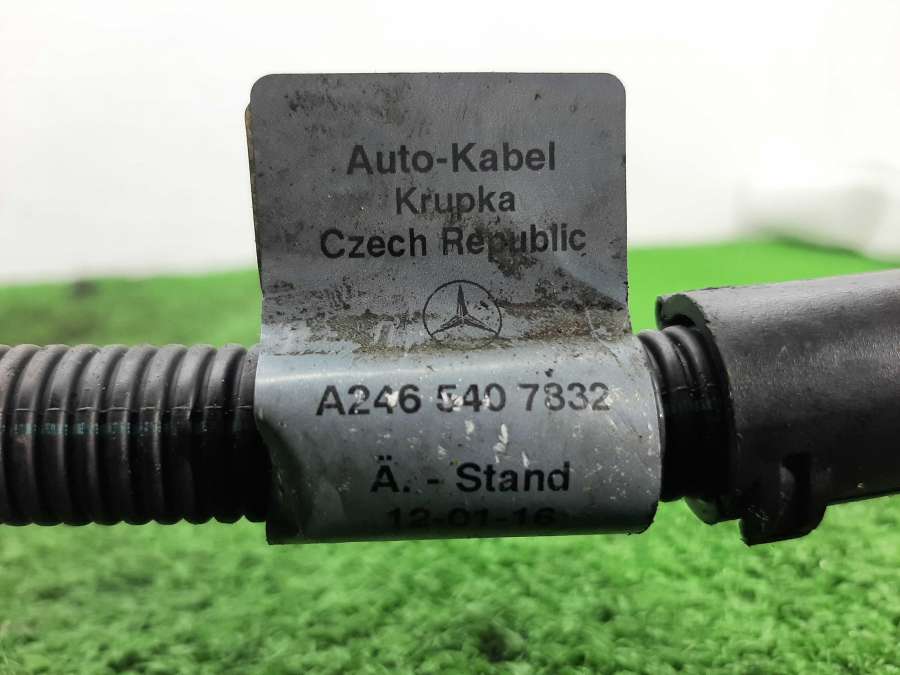 Auto-Kabel
Krupka
Czech Republic
A246 540 7832
Ä. - Stand
12-01-16